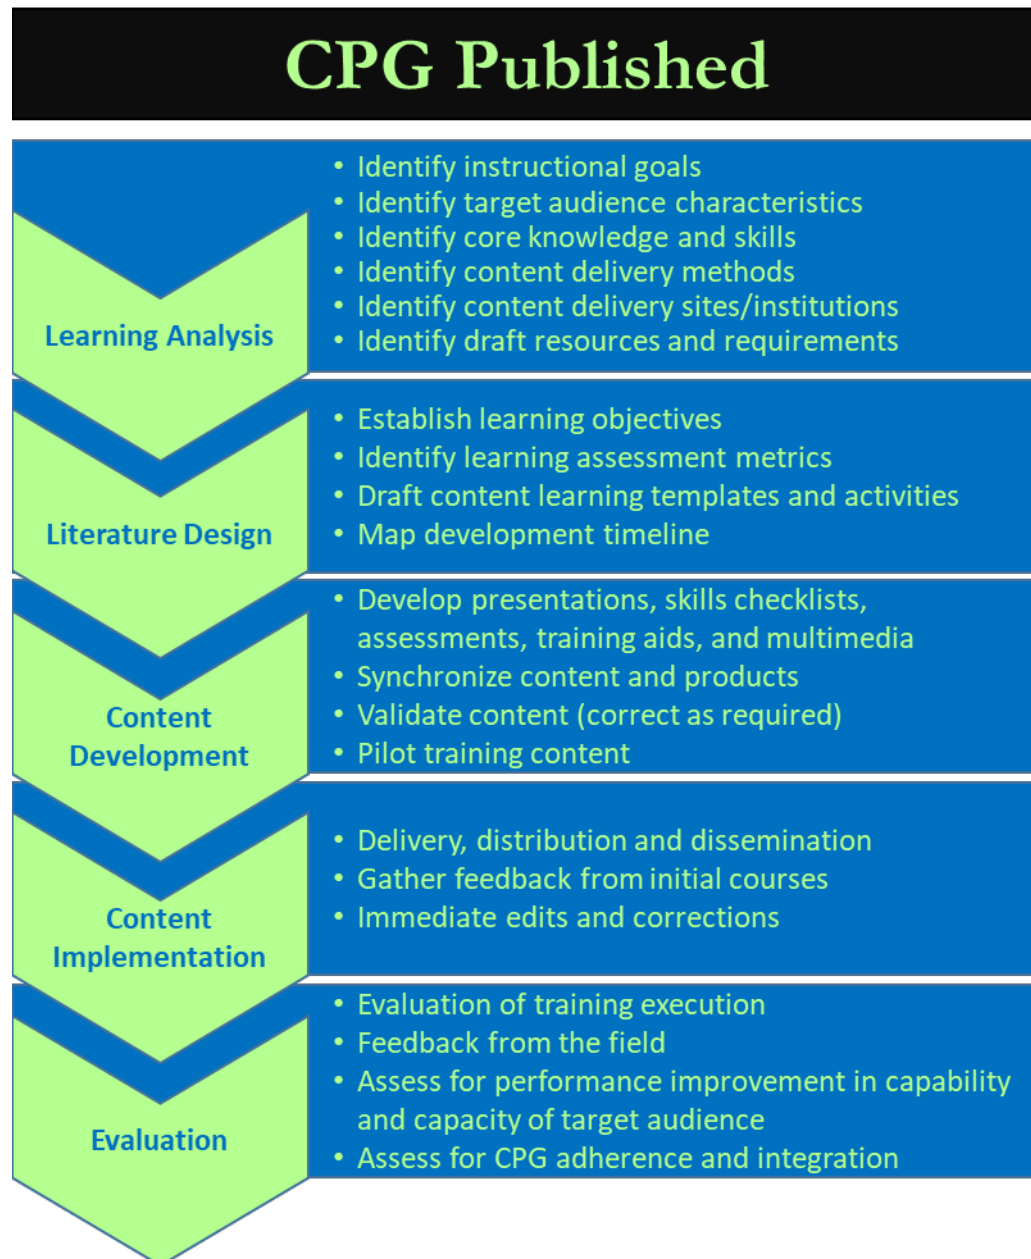 CPG Published
Learning Analysis
• Identify instructional goals
• Identify target audience characteristics
• Identify core knowledge and skills
• Identify content delivery methods
• Identify content delivery sites/institutions
• Identify draft resources and requirements
Literature Design
• Establish learning objectives
• Identify learning assessment metrics
• Draft content learning templates and activities
• Map development timeline
Content
Development
• Develop presentations, skills checklists,
assessments, training aids, and multimedia
• Synchronize content and products
• Validate content (correct as required)
• Pilot training content
Content
Implementation
• Delivery, distribution and dissemination
• Gather feedback from initial courses
• Immediate edits and corrections
Evaluation
• Evaluation of training execution
• Feedback from the field
• Assess for performance improvement in capability
and capacity of target audience
• Assess for CPG adherence and integration